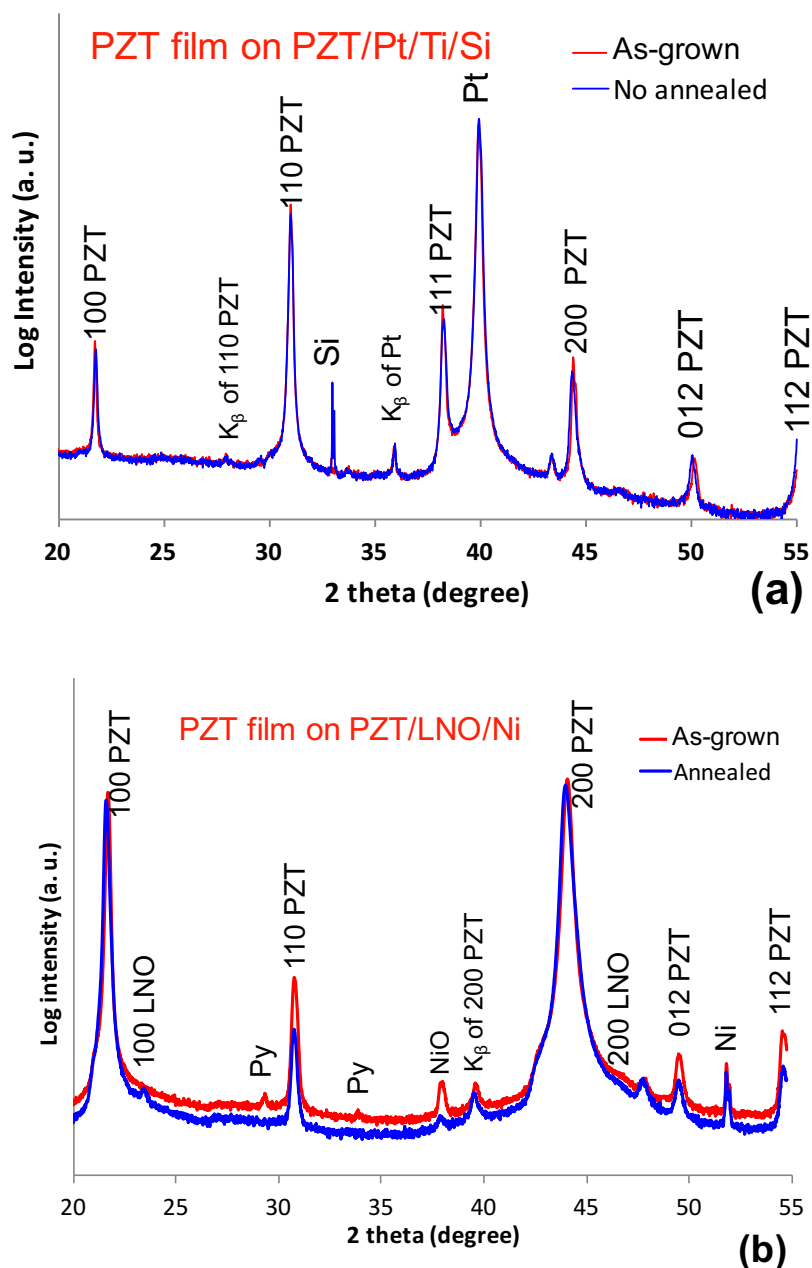 PZT film on PZT/Pt/Ti/Si
As-grown
No annealed
Log Intensity (a. u.)
100 PZT
Kβ of 110 PZT
110 PZT
Si
Kβ of Pt
111 PZT
Pt
200 PZT
012 PZT
112 PZT
20 25 30 35 40 45 50 55
2 theta (degree)
(a)
PZT film on PZT/LNO/Ni
As-grown
Annealed
Log intensity (a. u.)
100 PZT
100 LNO
Py
110 PZT
Py
NiO
Kβ of 200 PZT
200 PZT
200 LNO
012 PZT
Ni
112 PZT
20 25 30 35 40 45 50 55
2 theta (degree)
(b)